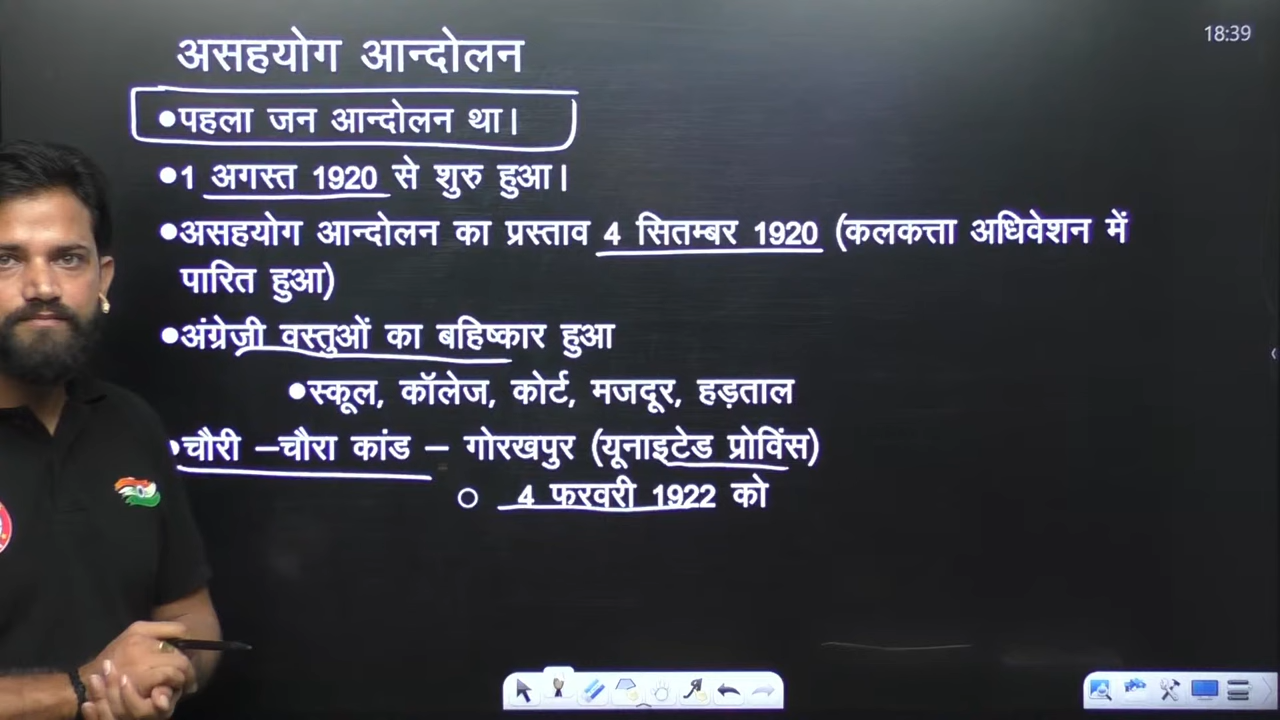 18:39
असहयोग आन्दोलन
•पहला जन आन्दोलन था।
•1 अगस्त 1920 से शुरु हुआ।
•असहयोग आन्दोलन का प्रस्ताव 4 सितम्बर 1920 (कलकत्ता अधिवेशन में
पारित हुआ)
•अंग्रेजी वस्तुओं का बहिष्कार हुआ
•स्कूल, कॉलेज, कोर्ट, मजदूर, हड़ताल
•चौरी –चौरा कांड – गोरखपुर (यूनाइटेड प्रोविंस)
○ 4 फरवरी 1922 को